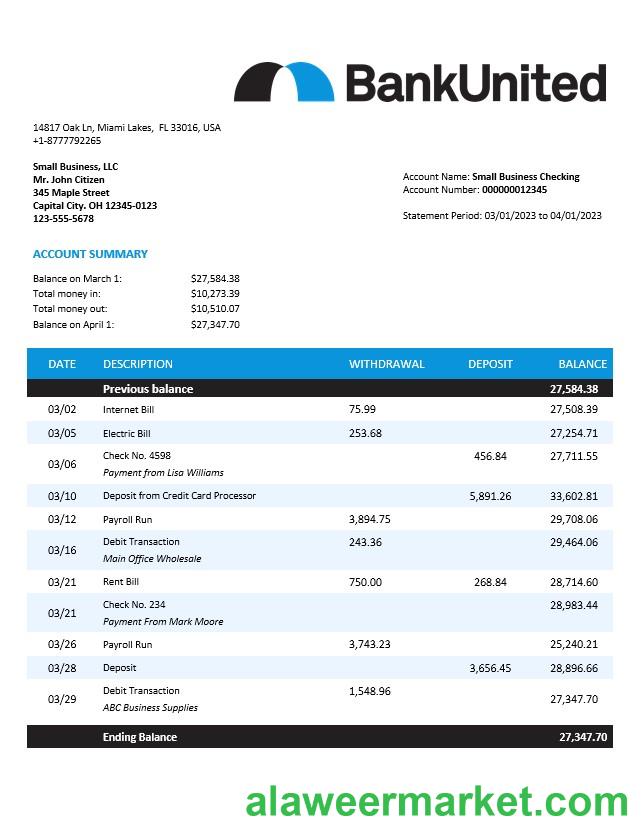 BankUnited
14817 Oak Ln, Miami Lakes,  FL 33016, USA
+1-8777792265
Small Business, LLC
Mr. John Citizen
345 Maple Street
Capital City. OH 12345-0123
123-555-5678
Account Name: Small Business Checking
Account Number: 000000012345
Statement Period: 03/01/2023 to 04/01/2023
ACCOUNT SUMMARY
Balance on March 1: $27,584.38
Total money in: $10,273.39
Total money out: $10,510.07
Balance on April 1: $27,347.70
DATE DESCRIPTION WITHDRAWAL DEPOSIT BALANCE
Previous balance 27,584.38
03/02 Internet Bill 75.99 27,508.39
03/05 Electric Bill 253.68 27,254.71
03/06 Check No. 4598 456.84 27,711.55
Payment from Lisa Williams
03/10 Deposit from Credit Card Processor 5,891.26 33,602.81
03/12 Payroll Run 3,894.75 29,708.06
03/16 Debit Transaction 243.36 29,464.06
Main Office Wholesale
03/21 Rent Bill 750.00 268.84 28,714.60
03/21 Check No. 234 28,983.44
Payment From Mark Moore
03/26 Payroll Run 3,743.23 25,240.21
03/28 Deposit 3,656.45 28,896.66
03/29 Debit Transaction 1,548.96 27,347.70
ABC Business Supplies
Ending Balance 27,347.70
alaweermarket.com